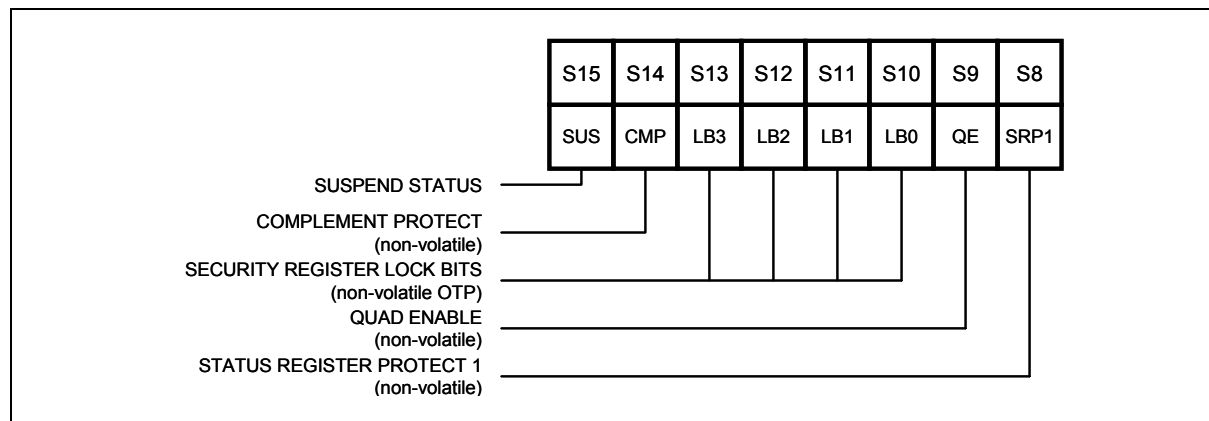 S15 S14 S13 S12 S11 S10 S9 S8
SUS CMP LB3 LB2 LB1 LB0 QE SRP1
SUSPEND STATUS
COMPLEMENT PROTECT
(non-volatile)
SECURITY REGISTER LOCK BITS
(non-volatile OTP)
QUAD ENABLE
(non-volatile)
STATUS REGISTER PROTECT 1
(non-volatile)